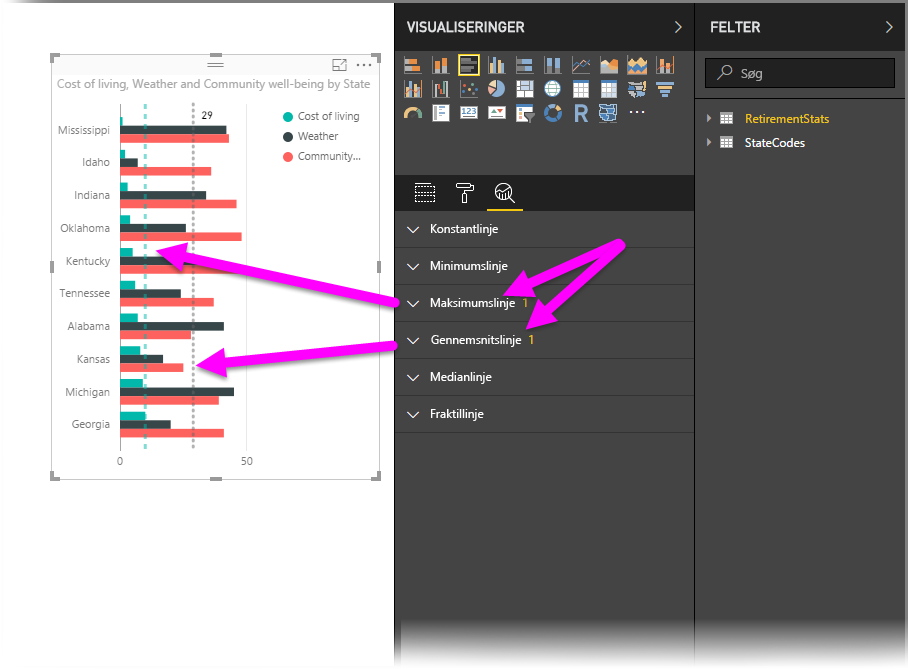 VISUALISERINGER
FELTER
Søg
RetirementStats
StateCodes
Cost of living, Weather and Community well-being by State
29
Cost of living
Weather
Community...
Mississippi
Idaho
Indiana
Oklahoma
Kentucky
Tennessee
Alabama
Kansas
Michigan
Georgia
0
50
R
123
Konstantlinje
Minimumslinje
Maksimumslinje 1
Gennemsnitslinje 1
Medianlinje
Fraktillinje